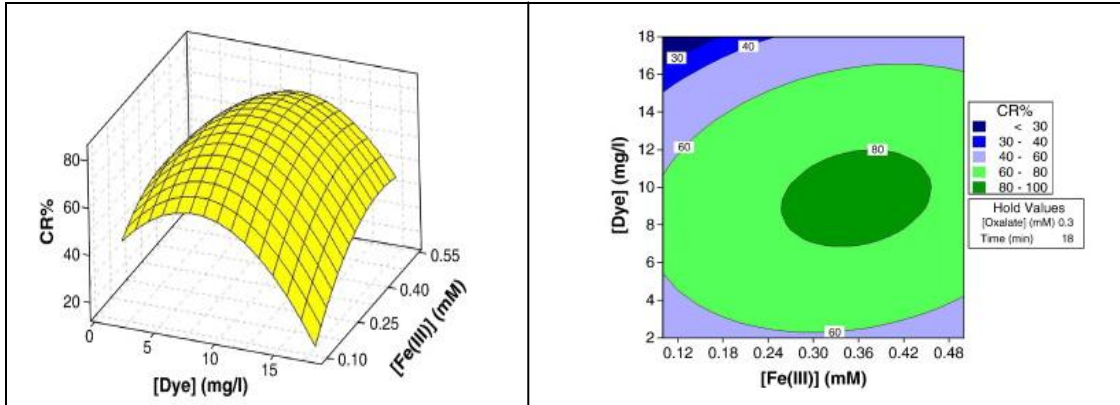 80
60
40
20
CR%
0
5
10
15
[Dye] (mg/l)
0.10
0.25
0.40
0.55
[Fe(III)] (mM)
18
16
14
12
10
8
6
4
2
[Dye] (mg/l)
30
40
60
80
60
0.12 0.18 0.24 0.30 0.36 0.42 0.48
[Fe(III)] (mM)
CR%
< 30
30 - 40
40 - 60
60 - 80
80 - 100
Hold Values
[Oxalate] (mM) 0.3
Time (min) 18